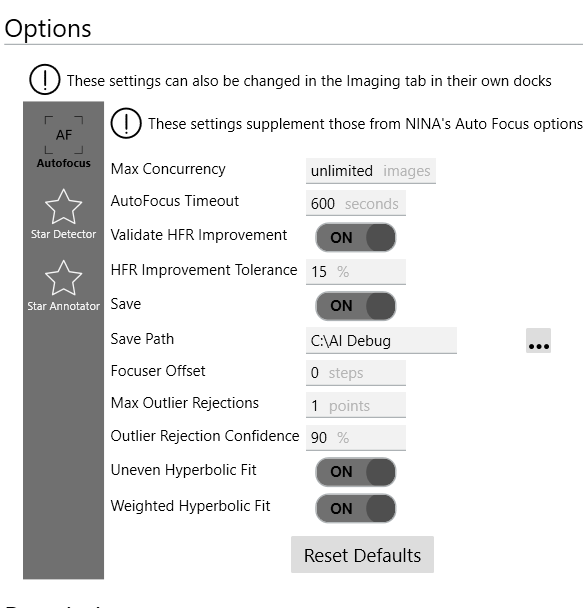 Options
These settings can also be changed in the Imaging tab in their own docks
AF
Autofocus
Star Detector
Star Annotator
These settings supplement those from NINA's Auto Focus options
Max Concurrency unlimited images
AutoFocus Timeout 600 seconds
Validate HFR Improvement ON
HFR Improvement Tolerance 15 %
Save ON
Save Path C:\AI Debug ...
Focuser Offset 0 steps
Max Outlier Rejections 1 points
Outlier Rejection Confidence 90 %
Uneven Hyperbolic Fit ON
Weighted Hyperbolic Fit ON
Reset Defaults